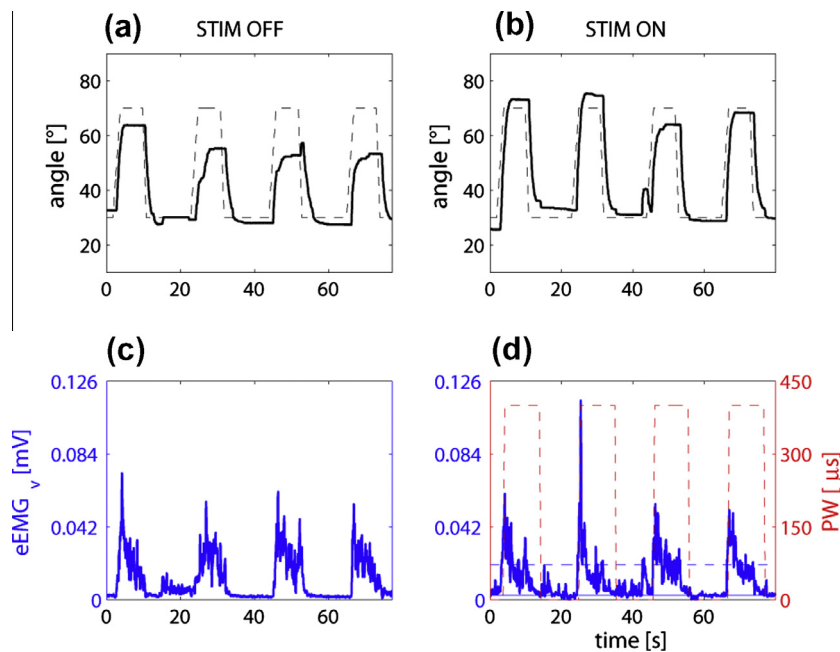 (a) STIM OFF
(b) STIM ON
angle [°]
80
60
40
20
0 20 40 60
angle [°]
80
60
40
20
0 20 40 60
(c)
(d)
eEMG v [mV]
0.126
0.084
0.042
0
0 20 40 60
0.126
0.084
0.042
0
0 20 40 60
time [s]
450
300
150
0
PW [ µs]